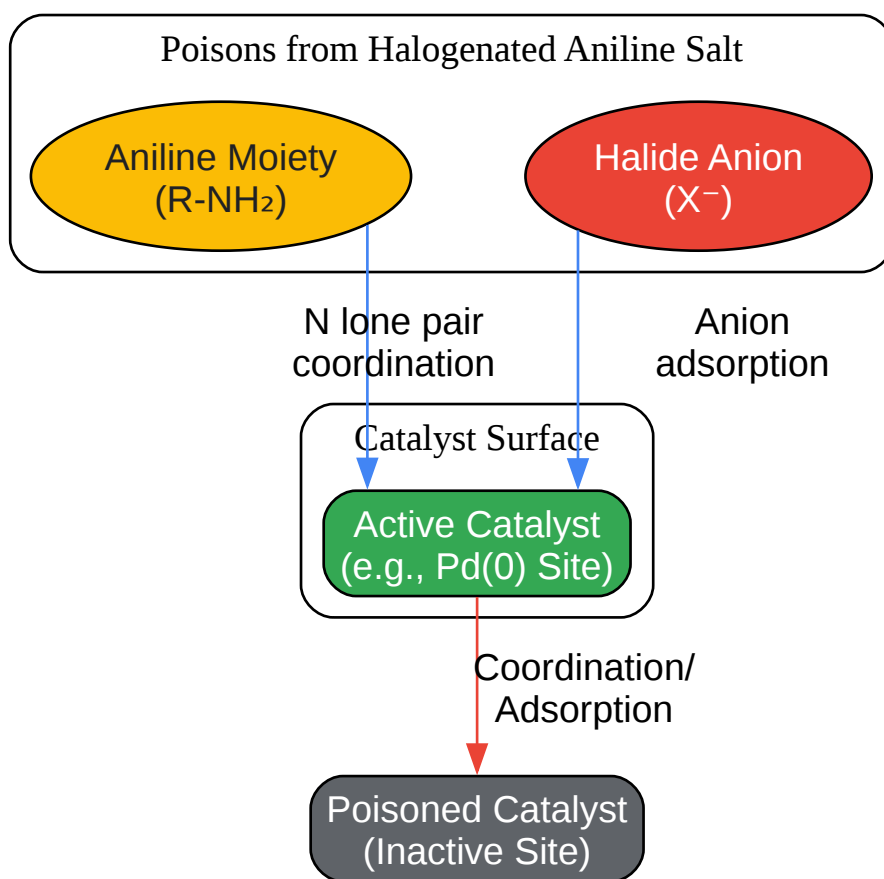 Poisons from Halogenated Aniline Salt
Aniline Moiety
(R-NH₂)
Halide Anion
(X⁻)
N lone pair
coordination
Anion
adsorption
Catalyst Surface
Active Catalyst
(e.g., Pd(0) Site)
Coordination/
Adsorption
Poisoned Catalyst
(Inactive Site)